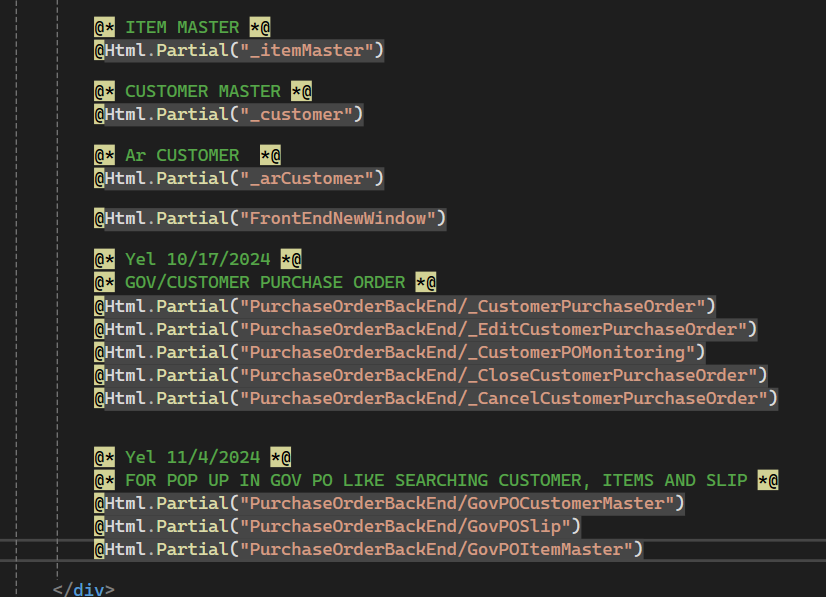 @* ITEM MASTER *@
@Html.Partial("_itemMaster")
@* CUSTOMER MASTER *@
@Html.Partial("_customer")
@* Ar CUSTOMER  *@
@Html.Partial("_arCustomer")
@Html.Partial("FrontEndNewWindow")
@* Yel 10/17/2024 *@
@* GOV/CUSTOMER PURCHASE ORDER *@
@Html.Partial("PurchaseOrderBackEnd/_CustomerPurchaseOrder")
@Html.Partial("PurchaseOrderBackEnd/_EditCustomerPurchaseOrder")
@Html.Partial("PurchaseOrderBackEnd/_CustomerPOMonitoring")
@Html.Partial("PurchaseOrderBackEnd/_CloseCustomerPurchaseOrder")
@Html.Partial("PurchaseOrderBackEnd/_CancelCustomerPurchaseOrder")
@* Yel 11/4/2024 *@
@* FOR POP UP IN GOV PO LIKE SEARCHING CUSTOMER, ITEMS AND SLIP *@
@Html.Partial("PurchaseOrderBackEnd/GovPOCustomerMaster")
@Html.Partial("PurchaseOrderBackEnd/GovPOSlip")
@Html.Partial("PurchaseOrderBackEnd/GovPOItemMaster")
</div>